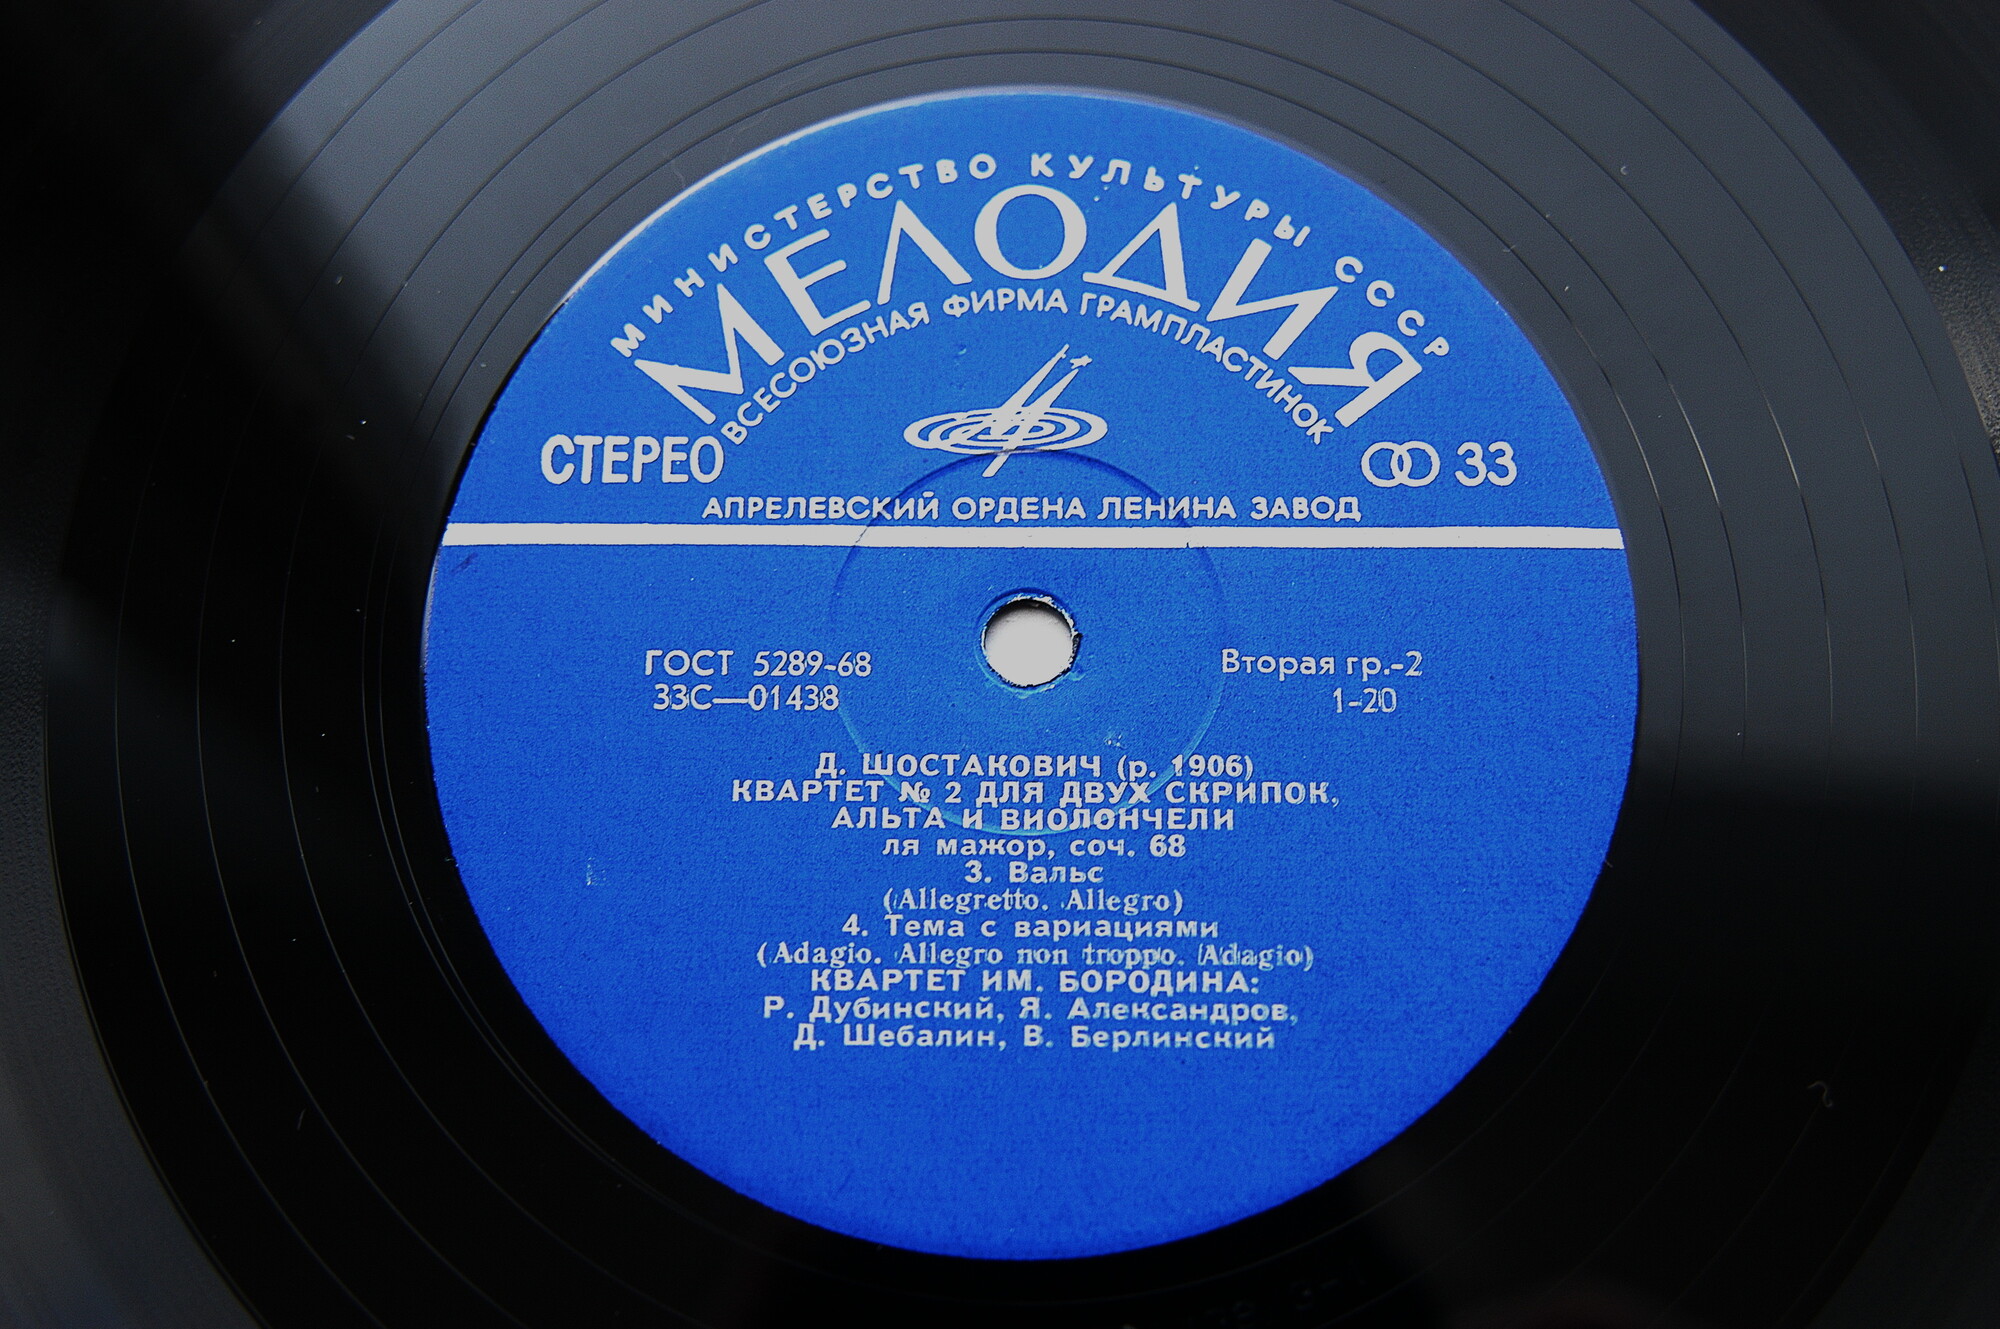 МИНИСТЕРСТВО КУЛЬТУРЫ СССР
МЕЛОДИЯ
ВСЕСОЮЗНАЯ ФИРМА ГРАМПЛАСТИНОК
СТЕРЕО 33
АПРЕЛЕВСКИЙ ОРДЕНА ЛЕНИНА ЗАВОД
ГОСТ 5289-68 Вторая гр.-2
33С—01438 1-20
Д. ШОСТАКОВИЧ (р. 1906)
КВАРТЕТ № 2 ДЛЯ ДВУХ СКРИПОК,
АЛЬТА И ВИОЛОНЧЕЛИ
ля мажор, соч. 68
3. Вальс
(Allegretto. Allegro)
4. Тема с вариациями
(Adagio. Allegro non troppo. Adagio)
КВАРТЕТ ИМ. БОРОДИНА:
Р. Дубинский, Я. Александров,
Д. Шебалин, В. Берлинский